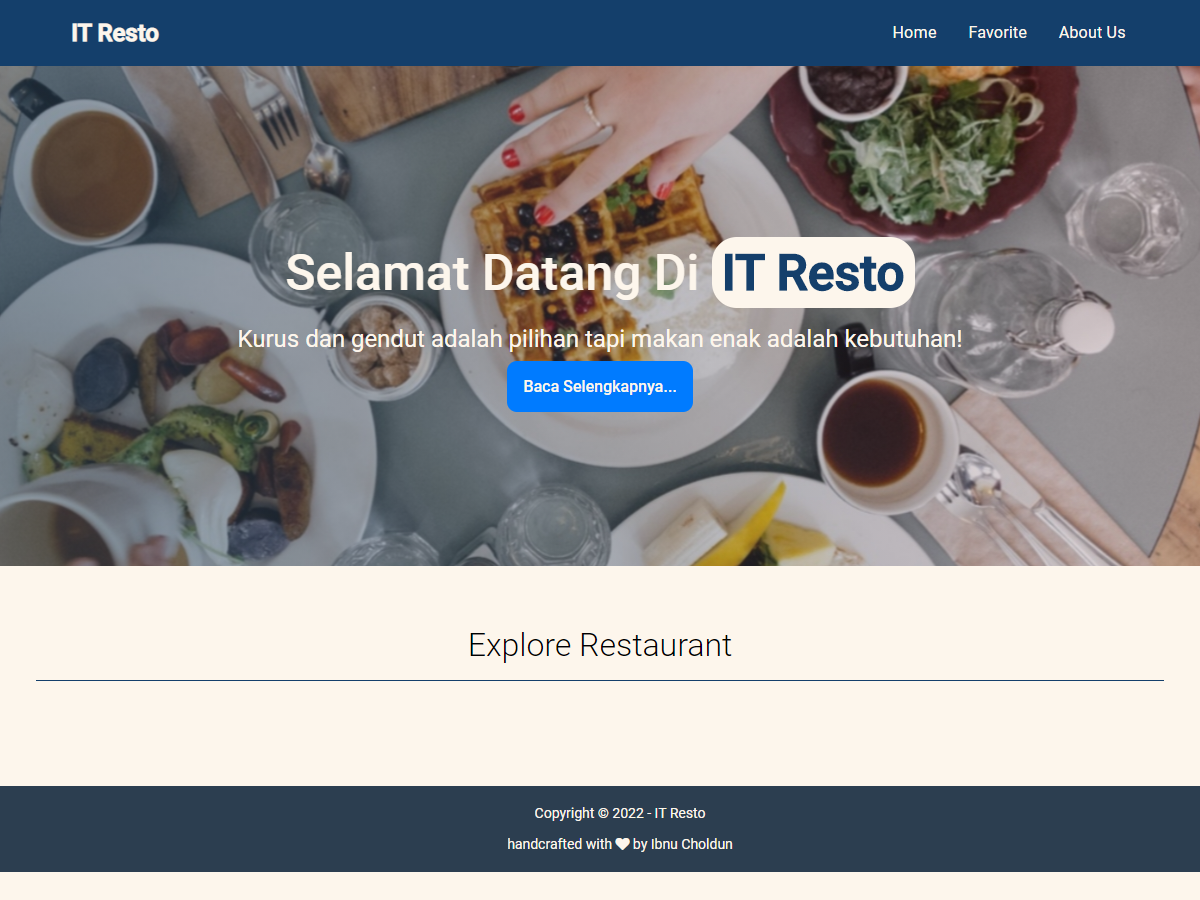 IT Resto
Home Favorite About Us
Selamat Datang Di IT Resto
Kurus dan gendut adalah pilihan tapi makan enak adalah kebutuhan!
Baca Selengkapnya...
Explore Restaurant
Copyright © 2022 - IT Resto
handcrafted with ♥ by Ibnu Choldun